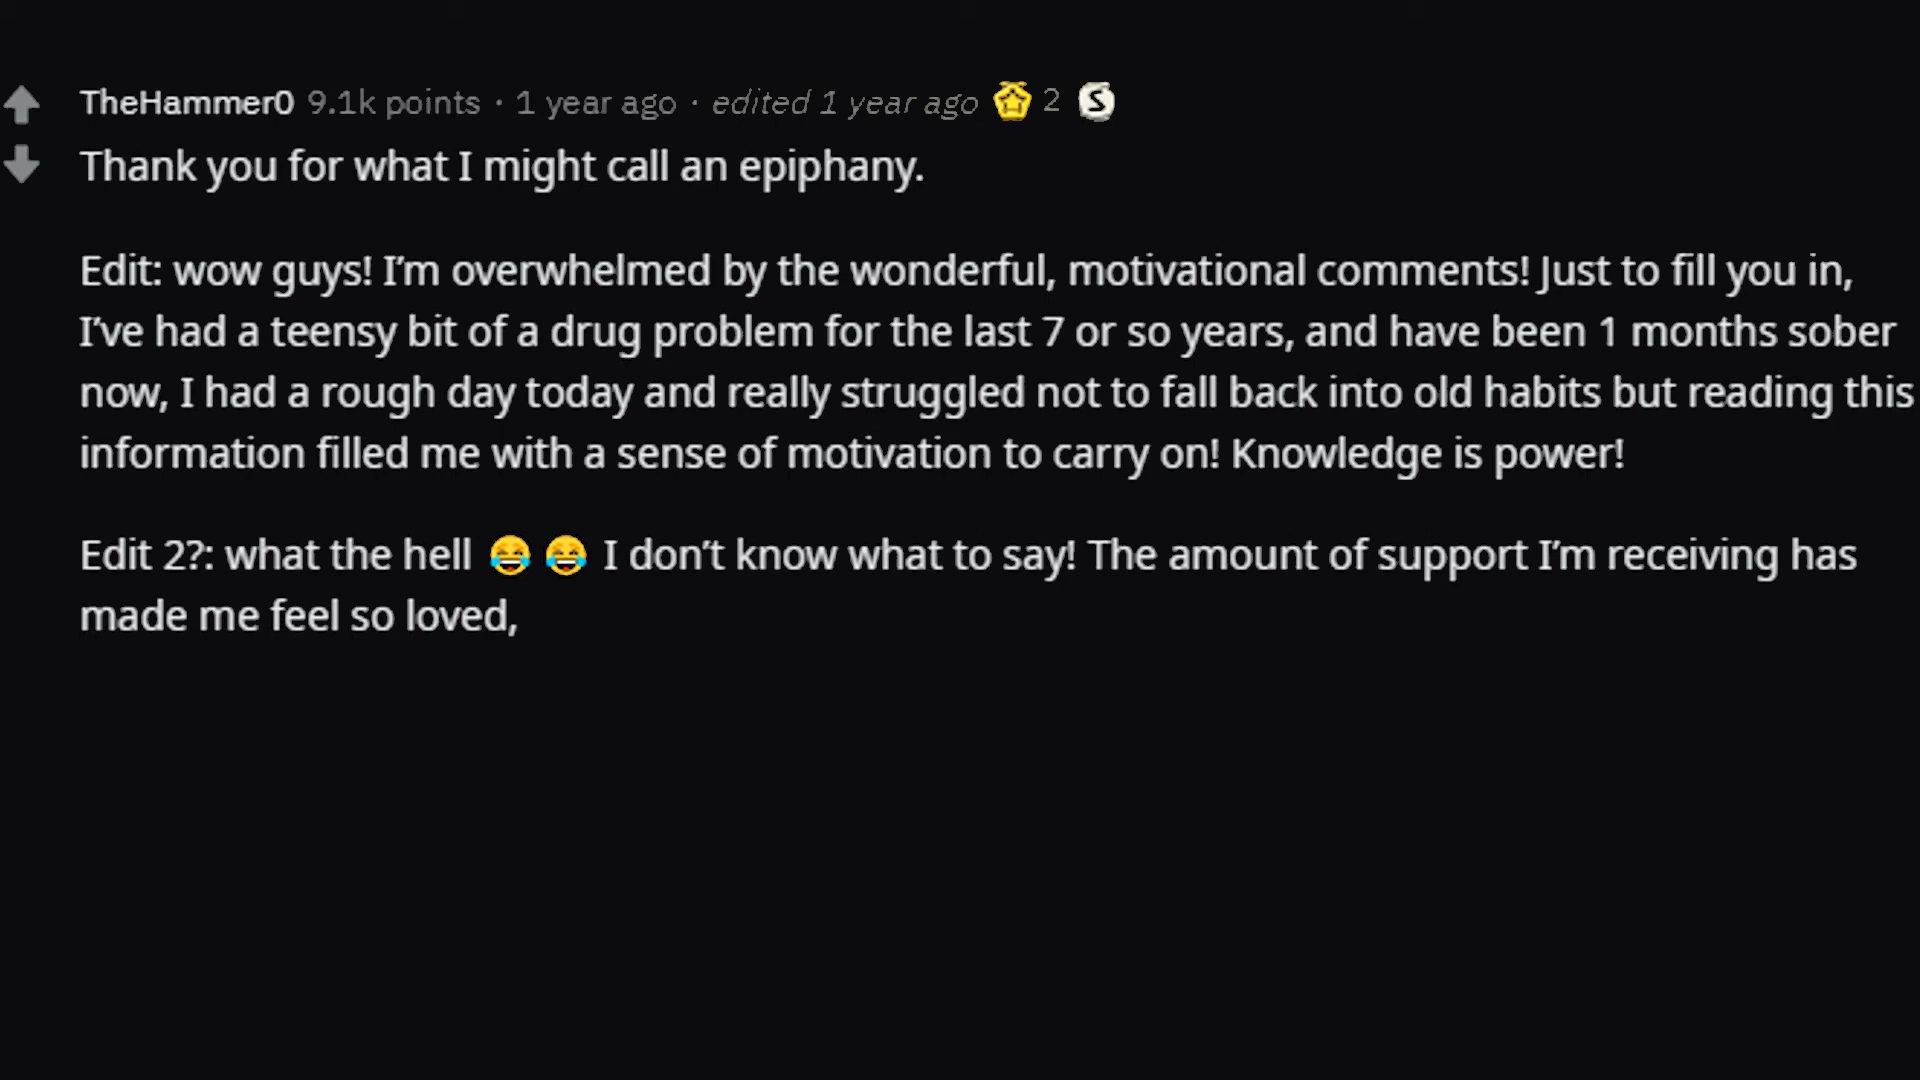 TheHammer0 9.1k points · 1 year ago · edited 1 year ago 2 S
Thank you for what I might call an epiphany.
Edit: wow guys! I'm overwhelmed by the wonderful, motivational comments! Just to fill you in,
I've had a teensy bit of a drug problem for the last 7 or so years, and have been 1 months sober
now, I had a rough day today and really struggled not to fall back into old habits but reading this
information filled me with a sense of motivation to carry on! Knowledge is power!
Edit 2?: what the hell 😂 😂 I don't know what to say! The amount of support I'm receiving has
made me feel so loved,